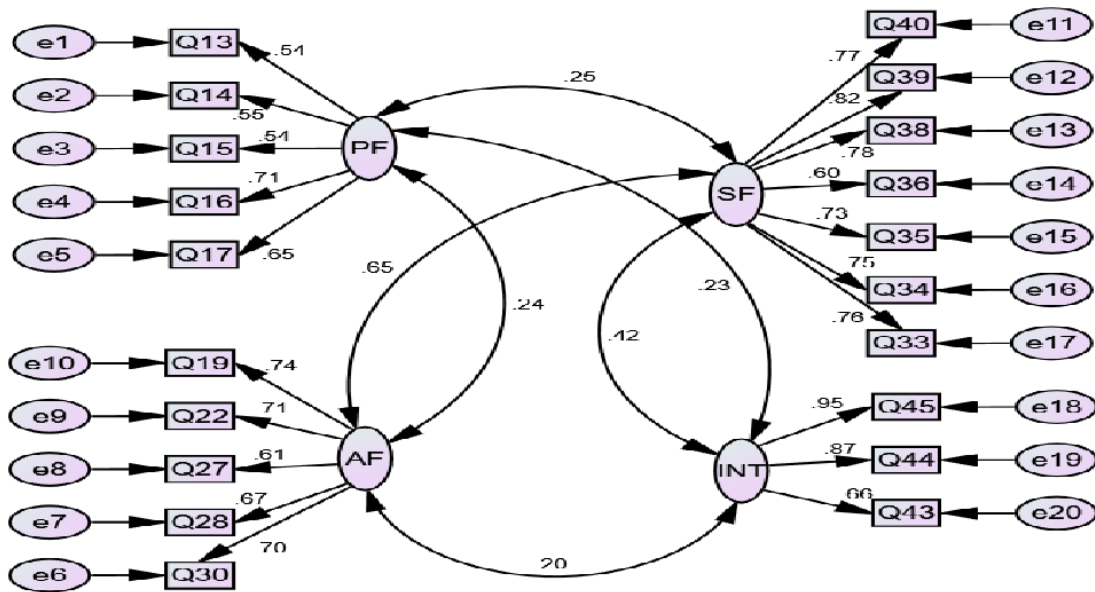 e1 Q13 .54
e2 Q14 .55
e3 Q15 .54
e4 Q16 .71
e5 Q17 .65
PF
.25
Q40 e11
.77
Q39 e12
.82
Q38 e13
.78
SF
.60 Q36 e14
.73 Q35 e15
.75 Q34 e16
.76 Q33 e17
.65
.24
.23
.42
e10 Q19 .74
e9 Q22 .71
e8 Q27 .61
e7 Q28 .67
e6 Q30 .70
AF
INT
.95 Q45 e18
.87 Q44 e19
.66 Q43 e20
.20